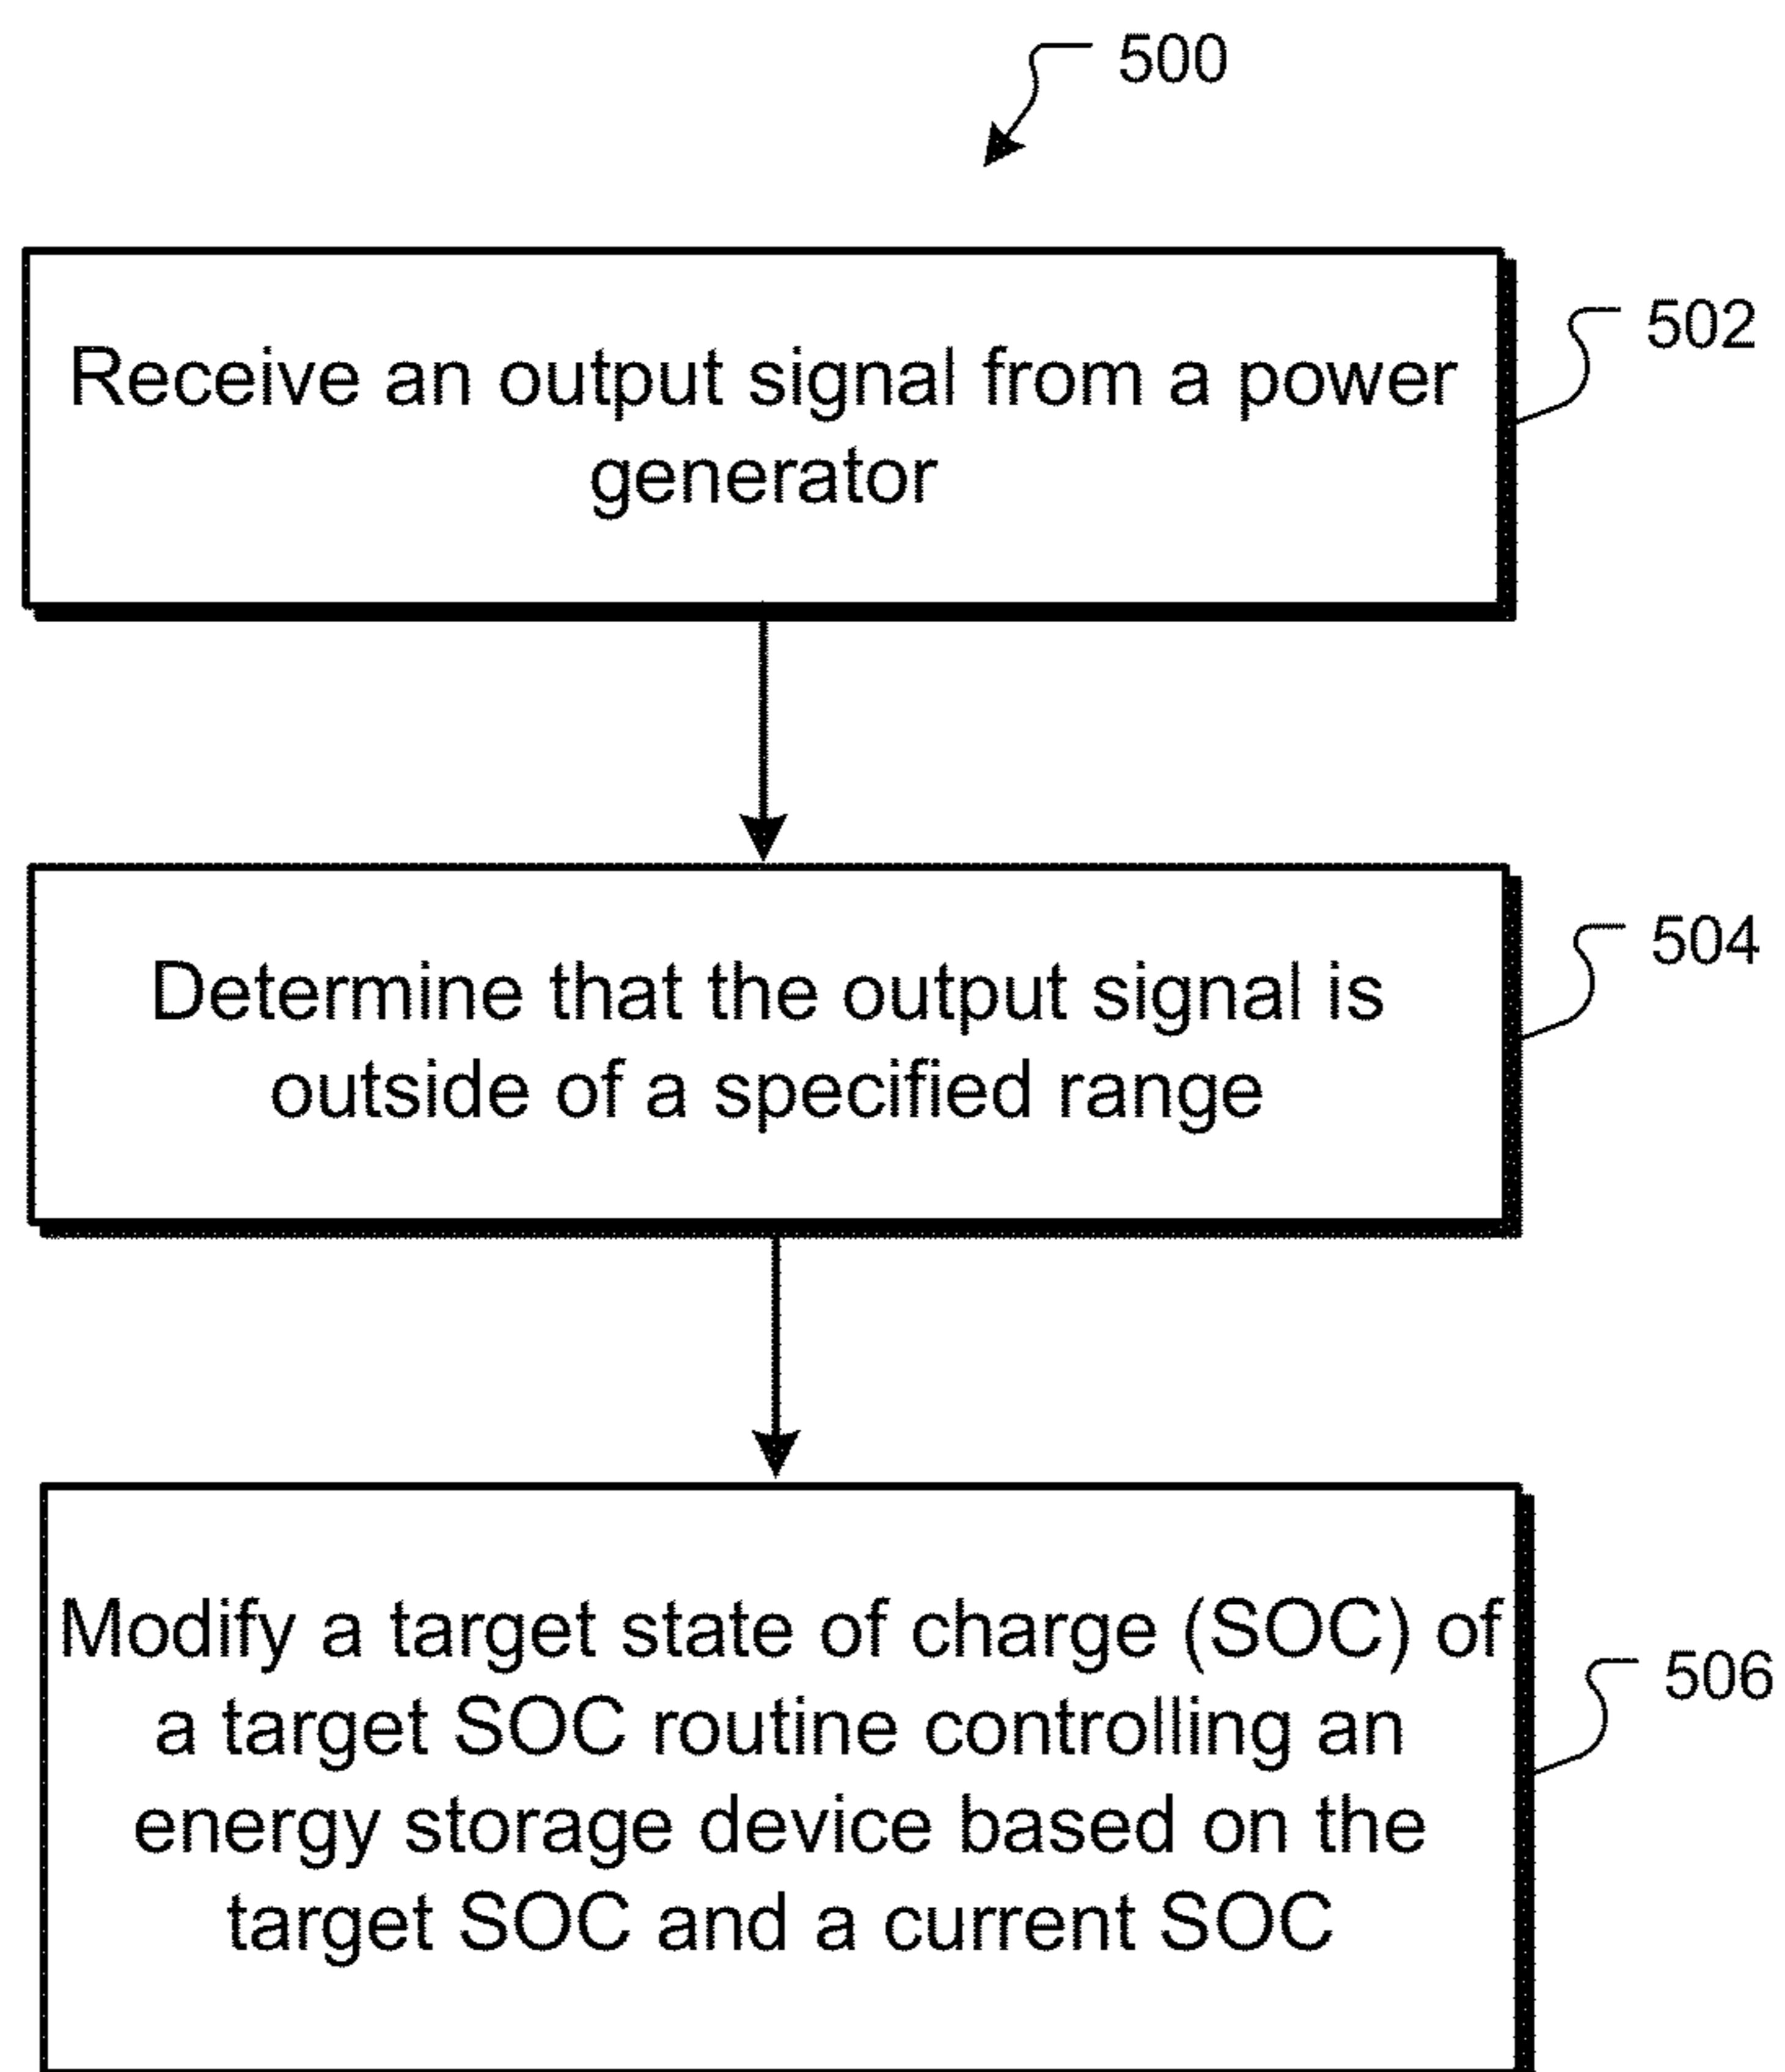 500
Receive an output signal from a power
generator
502
Determine that the output signal is
outside of a specified range
504
Modify a target state of charge (SOC) of
a target SOC routine controlling an
energy storage device based on the
target SOC and a current SOC
506